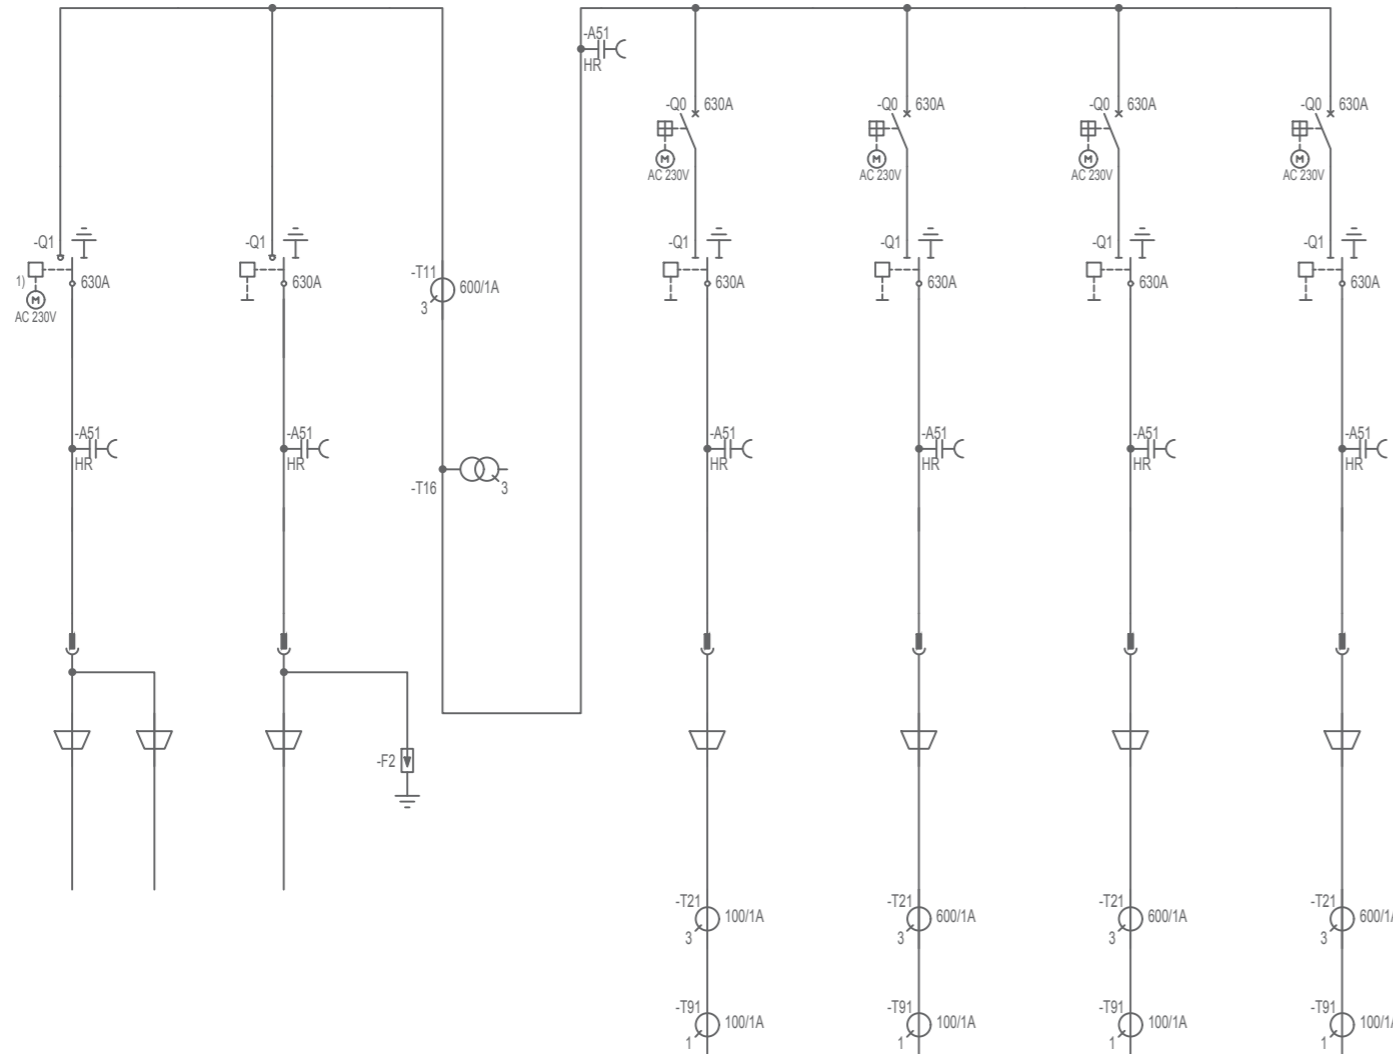 -A51
HR
-Q0 630A
M
AC 230V
-Q0 630A
M
AC 230V
-Q0 630A
M
AC 230V
-Q0 630A
M
AC 230V
-Q1
1)
630A
M
AC 230V
-Q1
630A
-T11
600/1A
3
-Q1
630A
-Q1
630A
-Q1
630A
-Q1
630A
-A51
HR
-A51
HR
-T16
3
-A51
HR
-A51
HR
-A51
HR
-A51
HR
-F2
-T21
100/1A
3
-T21
600/1A
3
-T21
600/1A
3
-T21
600/1A
3
-T91
100/1A
1
-T91
100/1A
1
-T91
100/1A
1
-T91
100/1A
1